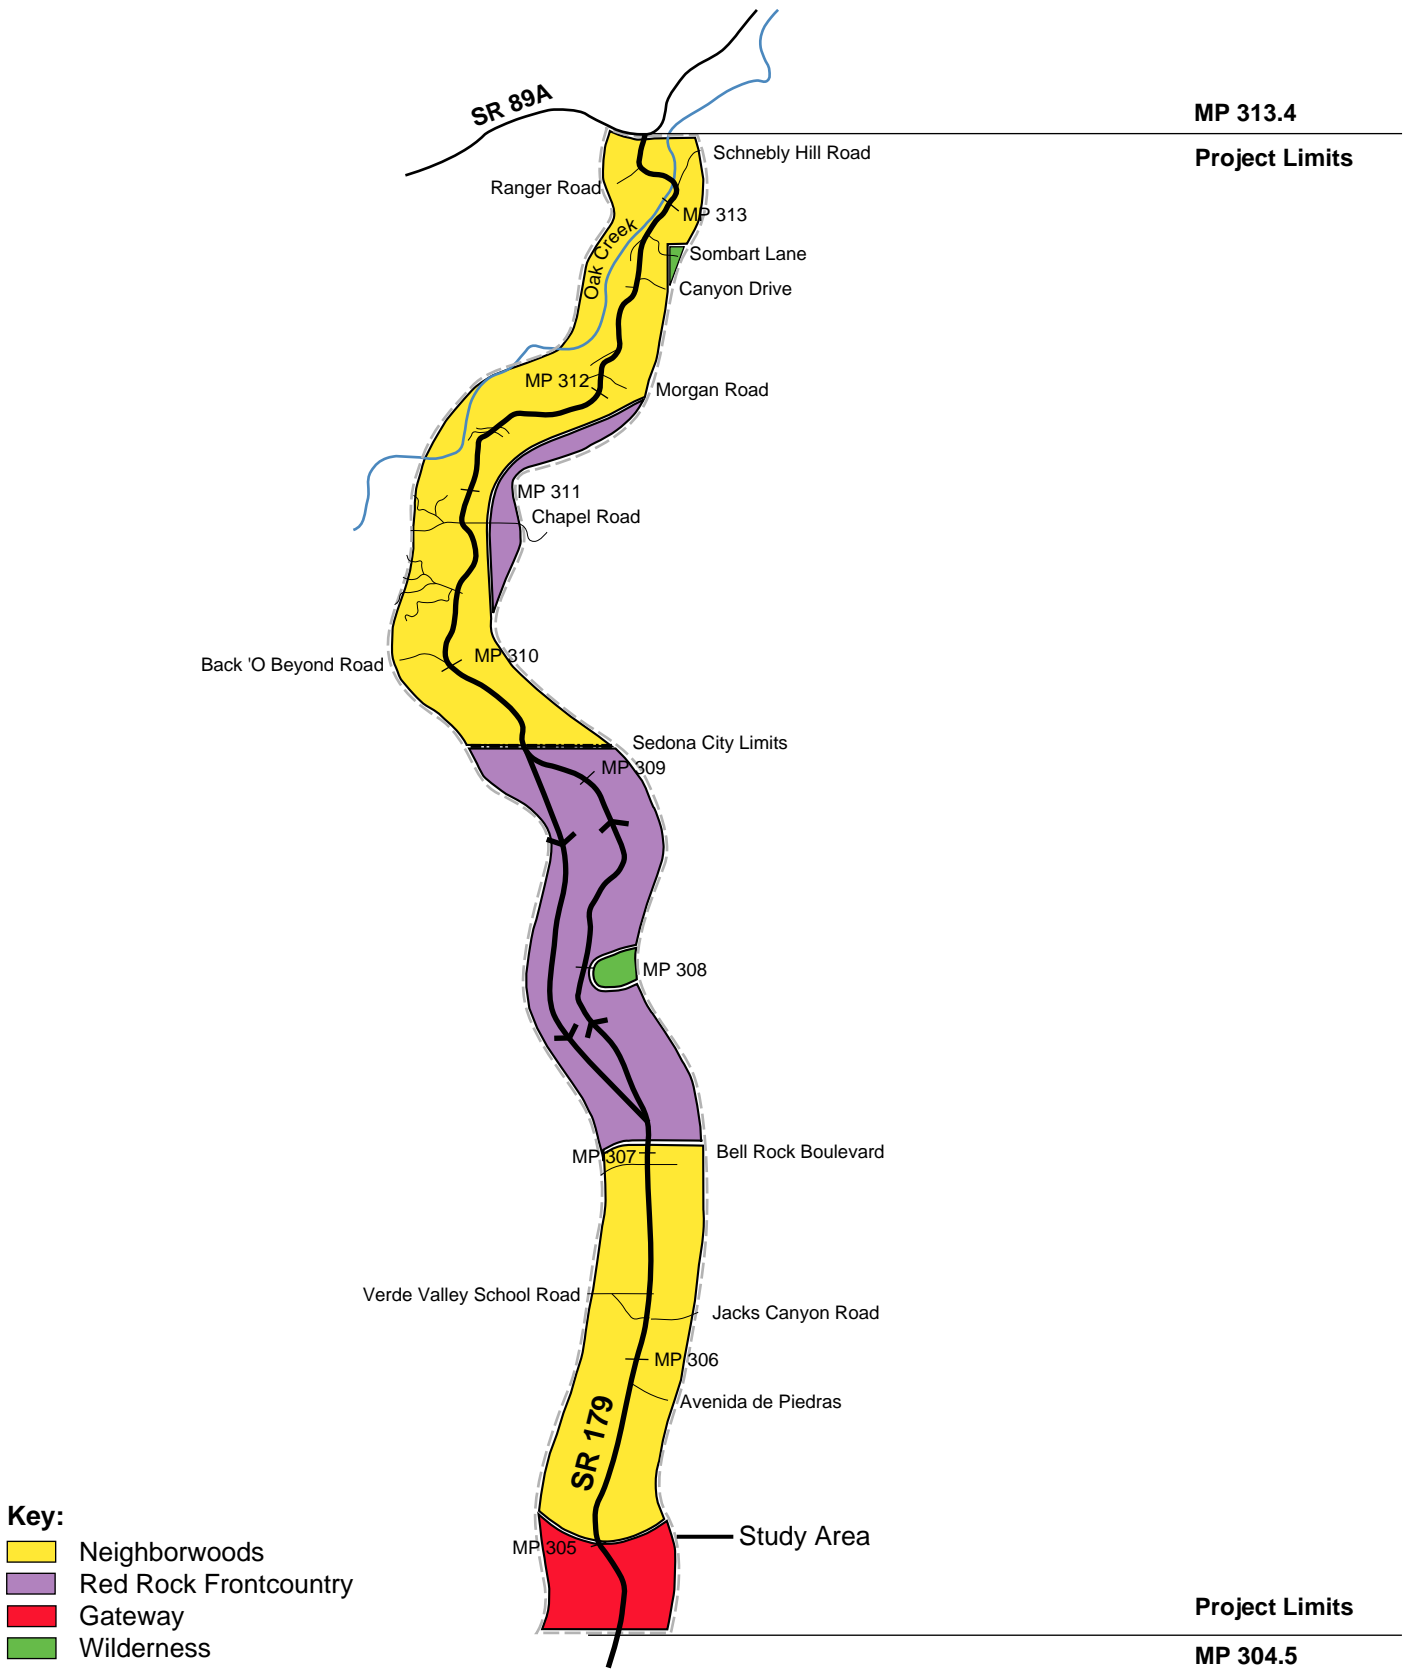 SR 89A
MP 313.4
Project Limits
Schnebly Hill Road
Ranger Road
MP 313
Oak Creek
Sombart Lane
Canyon Drive
MP 312
Morgan Road
MP 311
Chapel Road
MP 310
Back 'O Beyond Road
Sedona City Limits
MP 309
MP 308
Bell Rock Boulevard
MP 307
Verde Valley School Road
Jacks Canyon Road
MP 306
Avenida de Piedras
SR 179
Study Area
MP 305
Key:
Neighborwoods
Red Rock Frontcountry
Gateway
Wilderness
Project Limits
MP 304.5